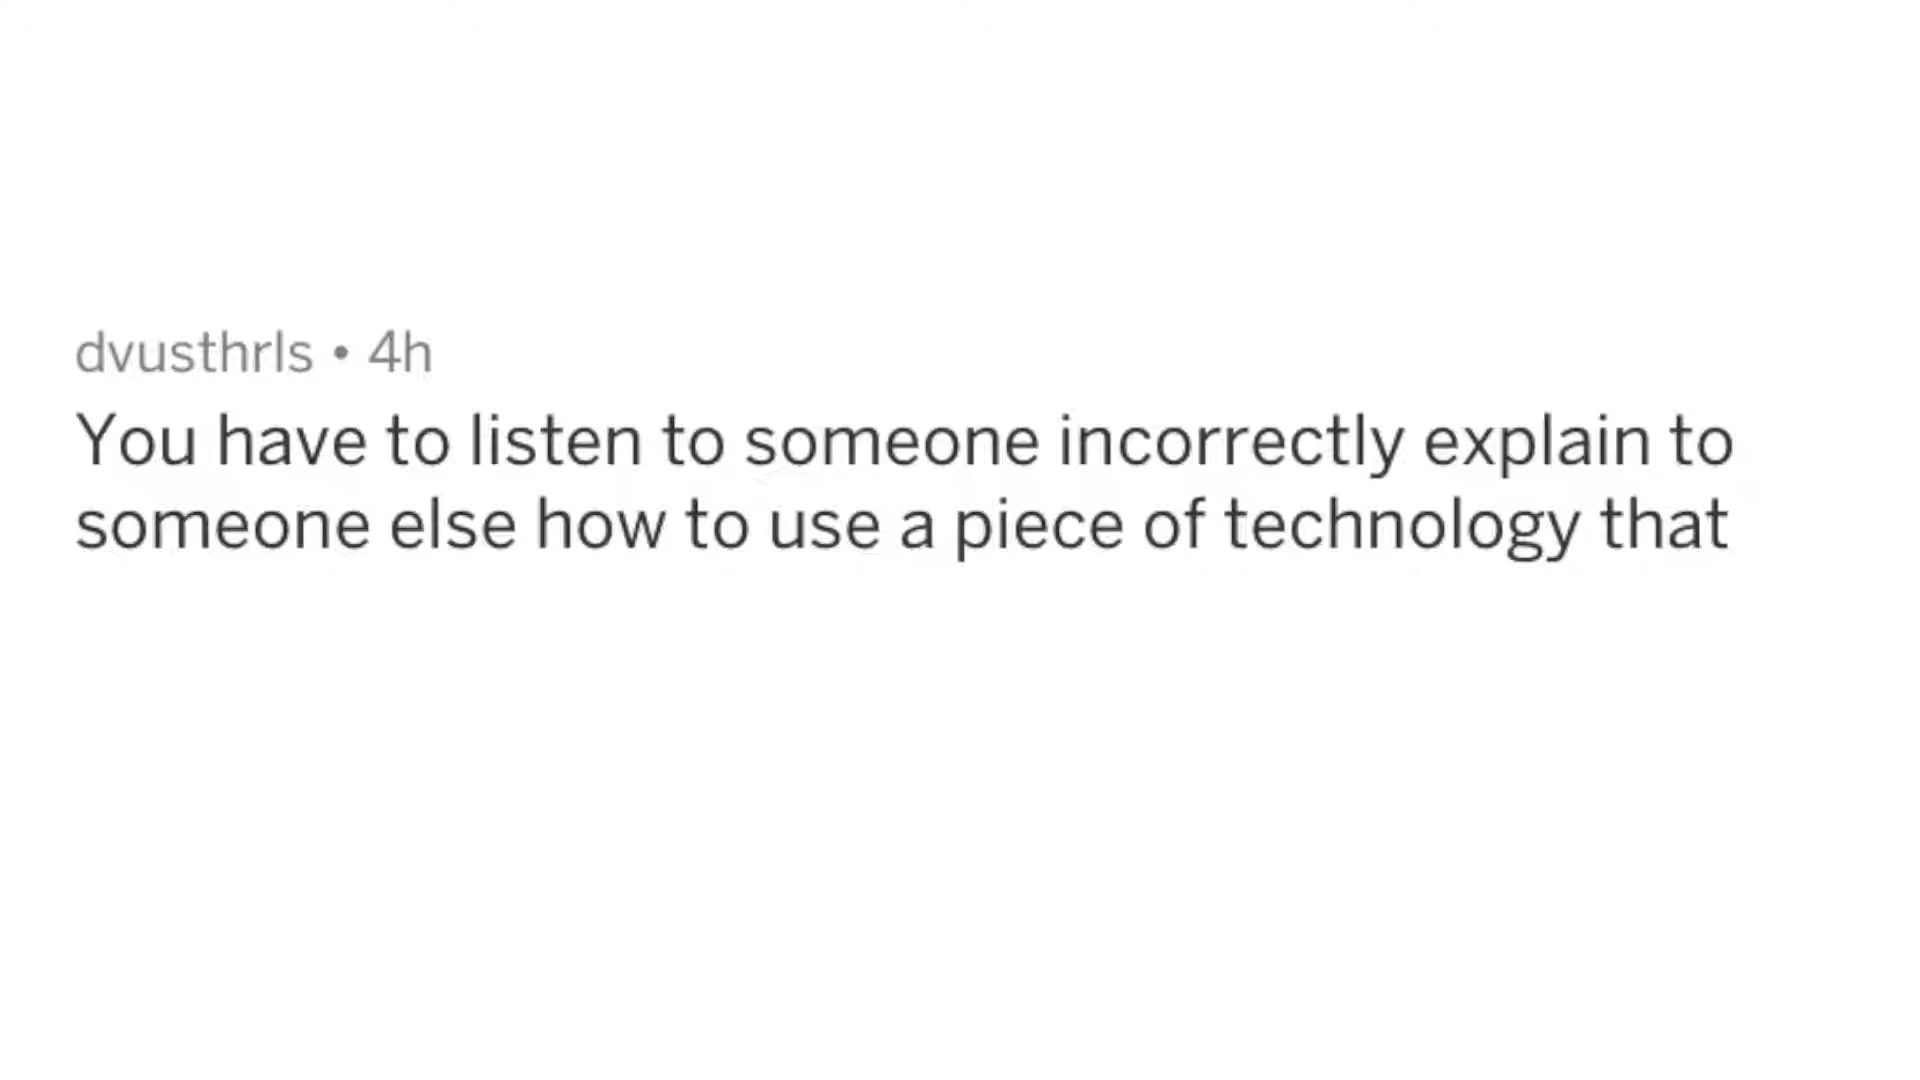 dvusthrls • 4h
You have to listen to someone incorrectly explain to
someone else how to use a piece of technology that